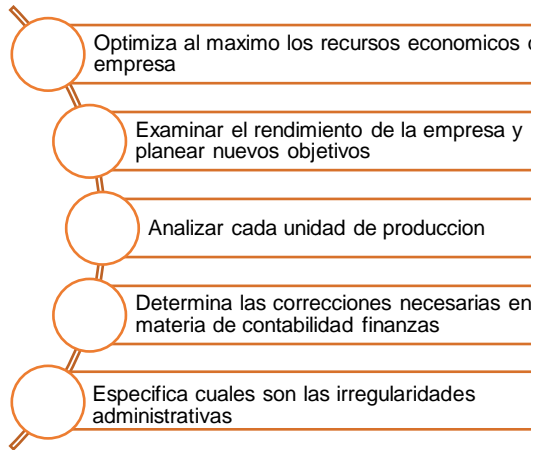 Optimiza al maximo los recursos economicos
empresa
Examinar el rendimiento de la empresa y
planear nuevos objetivos
Analizar cada unidad de produccion
Determina las correcciones necesarias en
materia de contabilidad finanzas
Especifica cuales son las irregularidades
administrativas